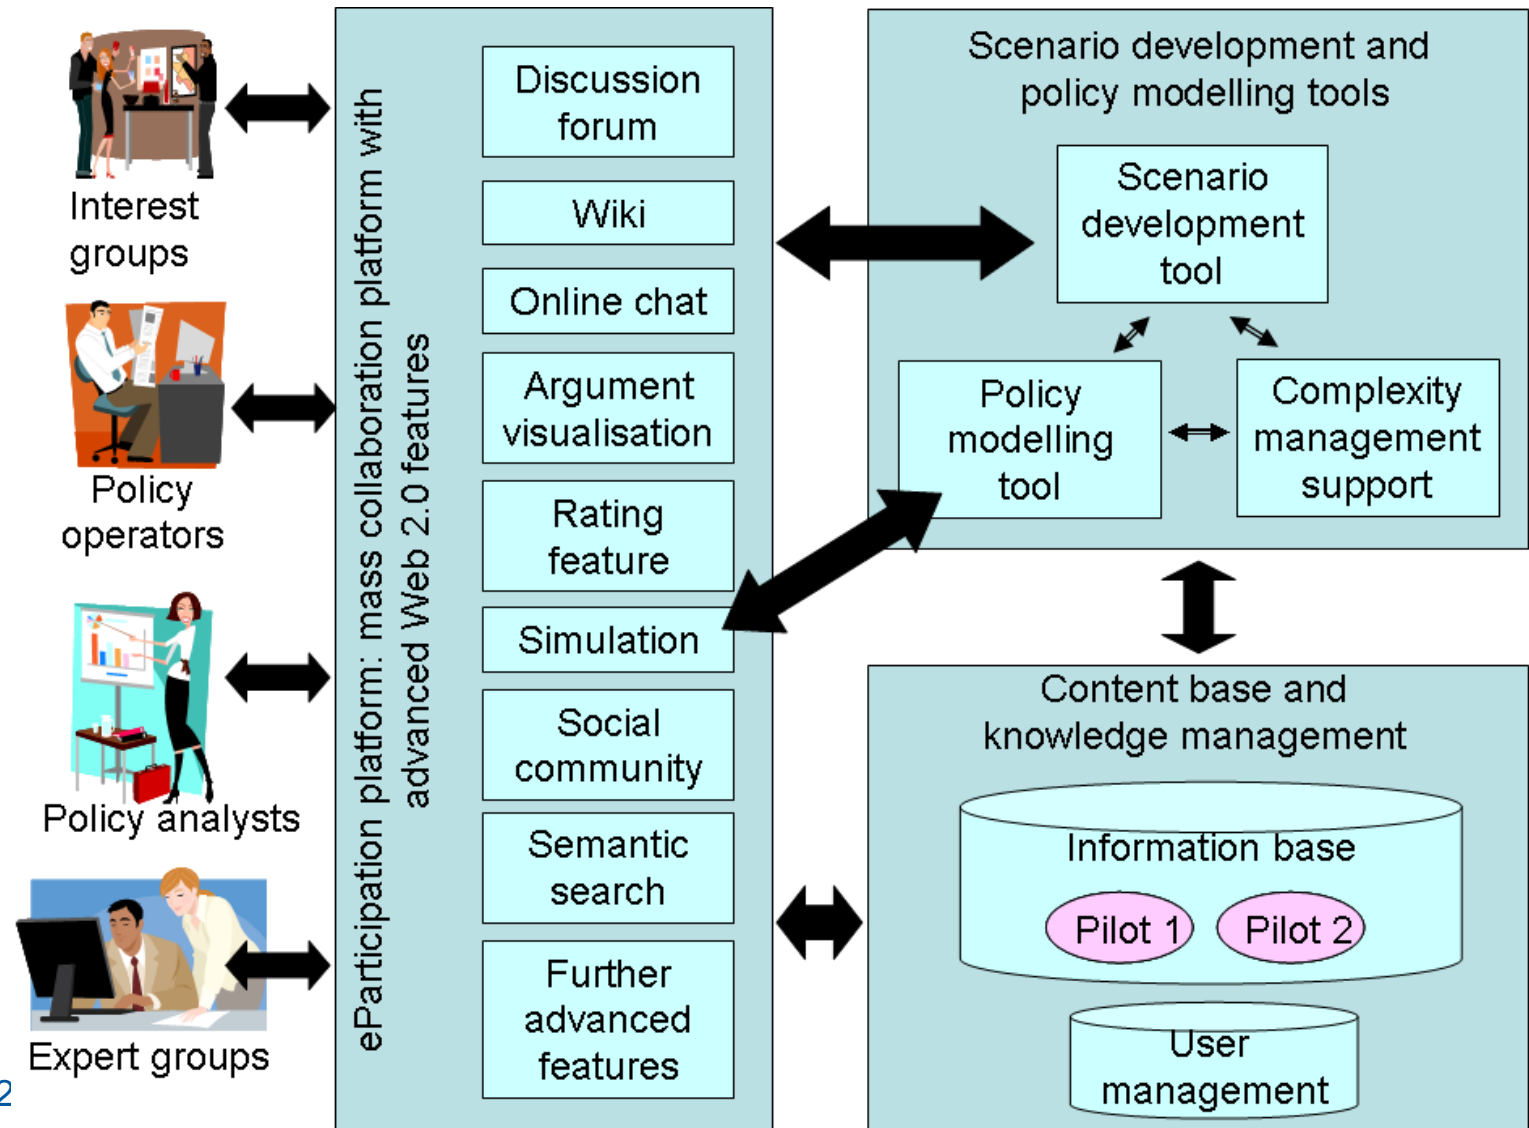 Interest
groups
Policy
operators
Policy analysts
Expert groups
2
eParticipation platform: mass collaboration platform with
advanced Web 2.0 features
Discussion
forum
Wiki
Online chat
Argument
visualisation
Rating
feature
Simulation
Social
community
Semantic
search
Further
advanced
features
Scenario development and
policy modelling tools
Scenario
development
tool
Policy
modelling
tool
Complexity
management
support
Content base and
knowledge management
Information base
Pilot 1
Pilot 2
User
management